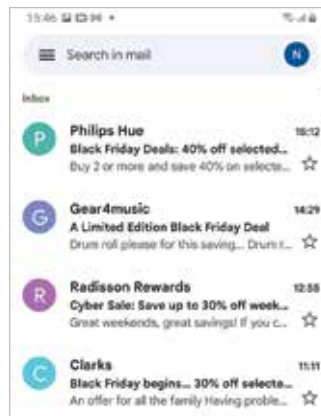 15:46
Search in mail
N
Inbox
P
Philips Hue
Black Friday Deals: 40% off selected...
Buy 2 or more and save 40% on selecte...
G
Gear4music 14:29
A Limited Edition Black Friday Deal
Drum roll please for this saving... Drum r...
R
Radisson Rewards 12:58
Cyber Sale: Save up to 30% off week...
Great weekends, great savings! If you c...
C
Clarks 11:11
Black Friday begins... 30% off selecte...
An offer for all the family Having proble...